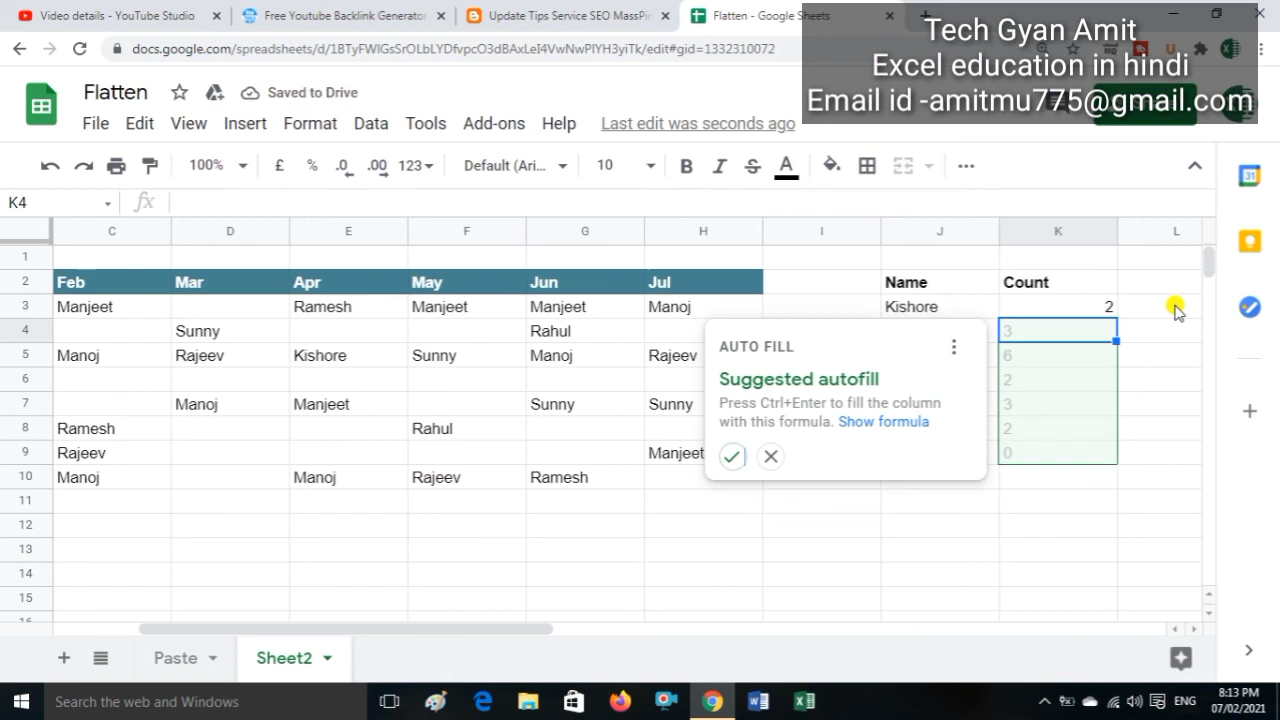 Video details - YouTube Studio
Free Youtube Backlink Generator
Update Tips Service SEO MassPin
Flatten - Google Sheets
docs.google.com/spreadsheets/d/1BTyFWIGsSrOLbLYDfvpcO3dBAxLeI4VwNwPlYH3yiTk/edit#gid=1332310072
Tech Gyan Amit
Excel education in hindi
Email id -amitmu775@gmail.com
Flatten
Saved to Drive
File Edit View Insert Format Data Tools Add-ons Help Last edit was seconds ago
100% £ % .0 .00 123 Default (Ari... 10 B I S A
31
K4 fx
C D E F G H I J K L
1
2 Feb Mar Apr May Jun Jul Name Count
3 Manjeet Ramesh Manjeet Manjeet Manoj Kishore 2
4 Sunny Rahul 3
5 Manoj Rajeev Kishore Sunny Manoj Rajeev 6
6 2
7 Manoj Manjeet Sunny Sunny 3
8 Ramesh Rahul 2
9 Rajeev Manjeet 0
10 Manoj Manoj Rajeev Ramesh
11
12
13
14
15
AUTO FILL
Suggested autofill
Press Ctrl+Enter to fill the column
with this formula. Show formula
Paste Sheet2
Search the web and Windows
ENG
8:13 PM
07/02/2021